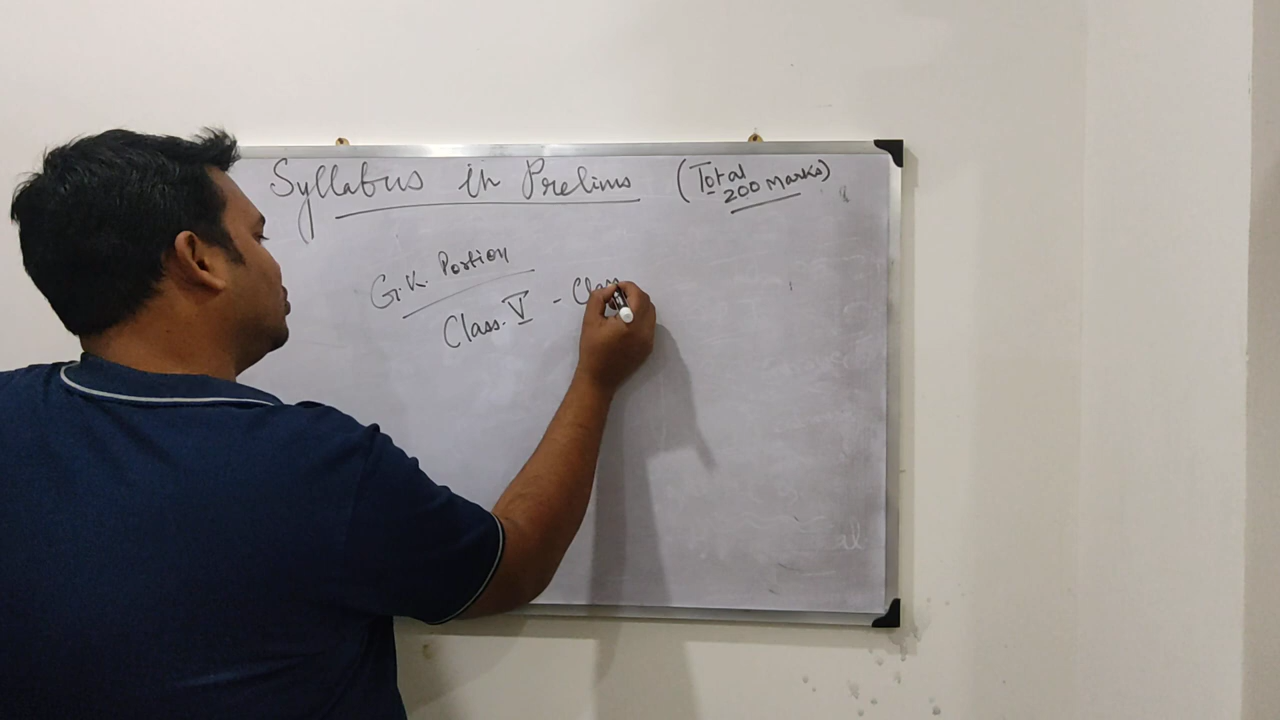 Syllabus in Prelims (Total
200 Marks)
G.K. Portion
Class. V - Clas